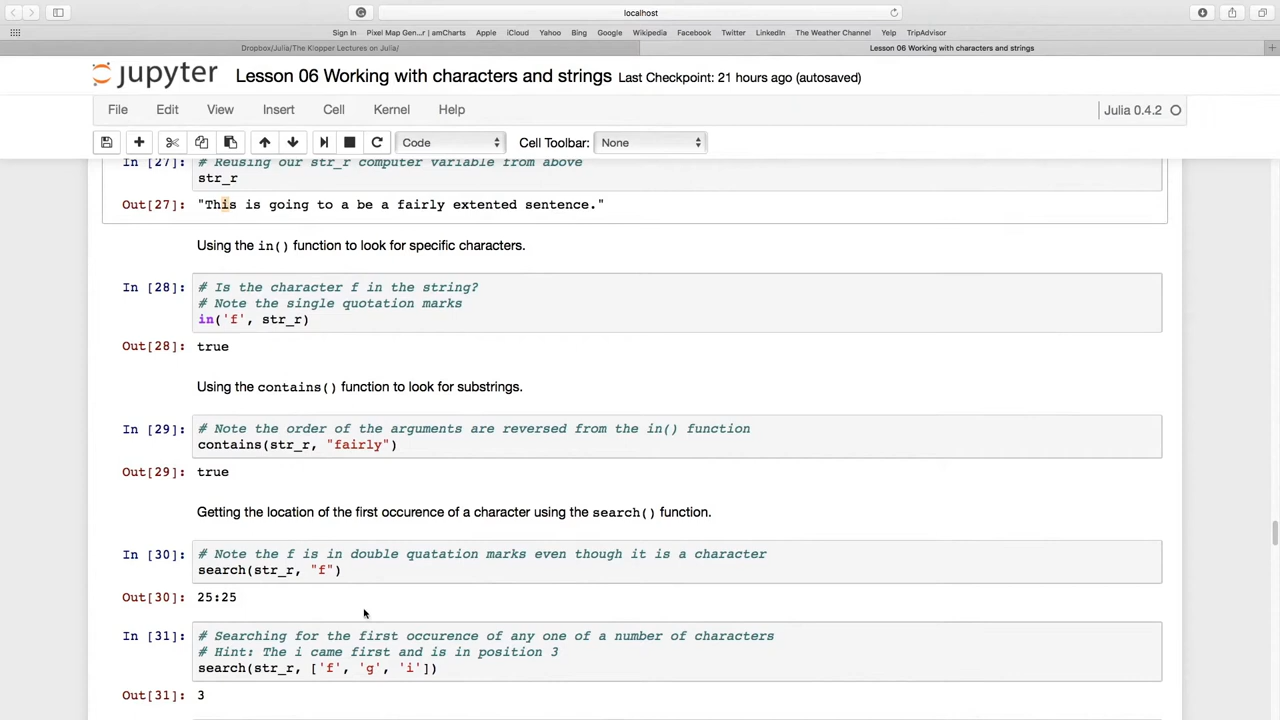 localhost
Sign In Pixel Map Gen...r | amCharts Apple iCloud Yahoo Bing Google Wikipedia Facebook Twitter LinkedIn The Weather Channel Yelp TripAdvisor
Dropbox/Julia/The Klopper Lectures on Julia/ Lesson 06 Working with characters and strings
jupyter Lesson 06 Working with characters and strings Last Checkpoint: 21 hours ago (autosaved)
File Edit View Insert Cell Kernel Help Julia 0.4.2
Code Cell Toolbar: None
In [27]: # Reusing our str_r computer variable from above
str_r
Out[27]: "This is going to a be a fairly extented sentence."
Using the in() function to look for specific characters.
In [28]: # Is the character f in the string?
# Note the single quotation marks
in('f', str_r)
Out[28]: true
Using the contains() function to look for substrings.
In [29]: # Note the order of the arguments are reversed from the in() function
contains(str_r, "fairly")
Out[29]: true
Getting the location of the first occurence of a character using the search() function.
In [30]: # Note the f is in double quatation marks even though it is a character
search(str_r, "f")
Out[30]: 25:25
In [31]: # Searching for the first occurence of any one of a number of characters
# Hint: The i came first and is in position 3
search(str_r, ['f', 'g', 'i'])
Out[31]: 3